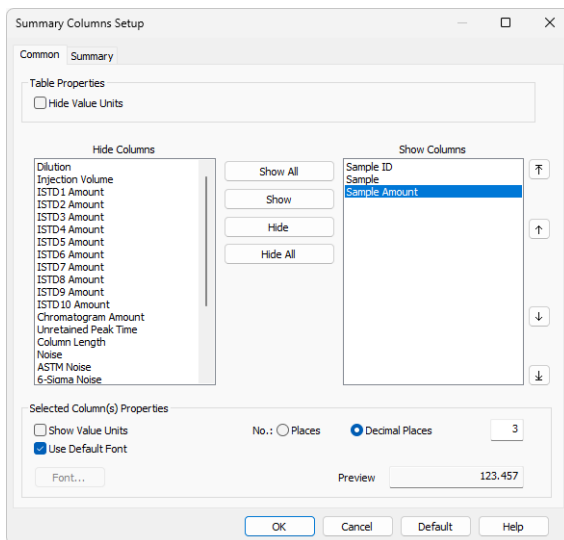 Summary Columns Setup
Common Summary
Table Properties
Hide Value Units
Hide Columns
Show Columns
Dilution
Injection Volume
ISTD1 Amount
ISTD2 Amount
ISTD3 Amount
ISTD4 Amount
ISTD5 Amount
ISTD6 Amount
ISTD7 Amount
ISTD8 Amount
ISTD9 Amount
ISTD10 Amount
Chromatogram Amount
Unretained Peak Time
Column Length
Noise
ASTM Noise
6-Sigma Noise
Show All
Show
Hide
Hide All
Sample ID
Sample
Sample Amount
Selected Column(s) Properties
Show Value Units
No.: Places Decimal Places 3
Use Default Font
Font...
Preview 123.457
OK Cancel Default Help